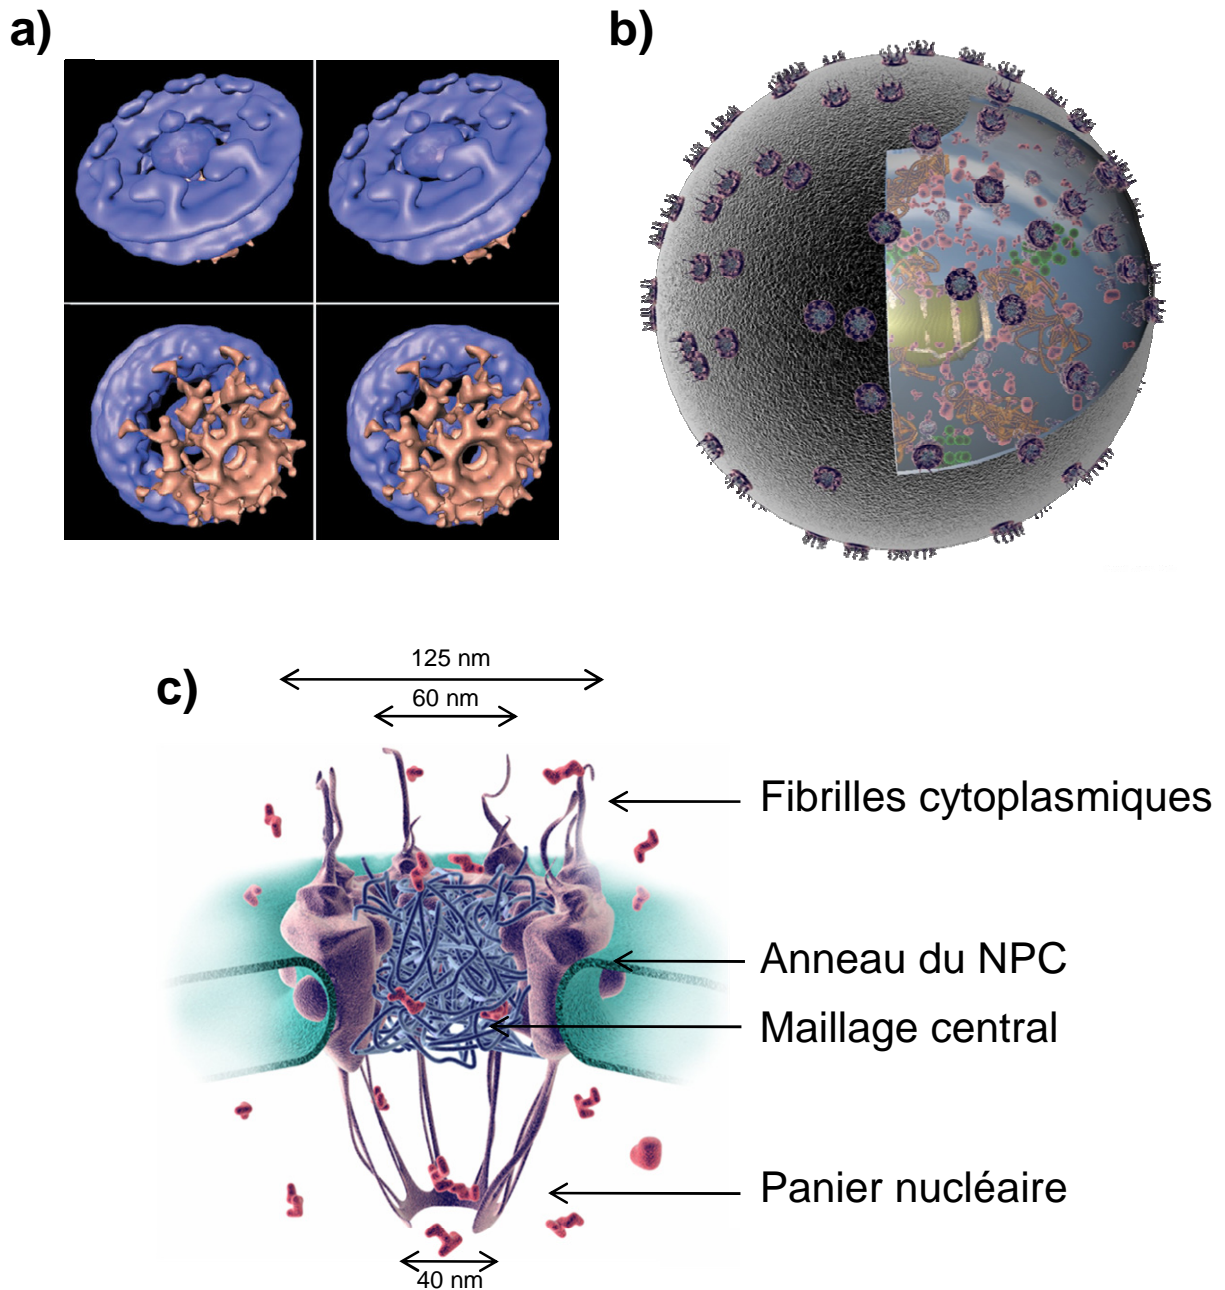 a)
b)
125 nm
c)
60 nm
Fibrilles cytoplasmiques
Anneau du NPC
Maillage central
Panier nucléaire
40 nm